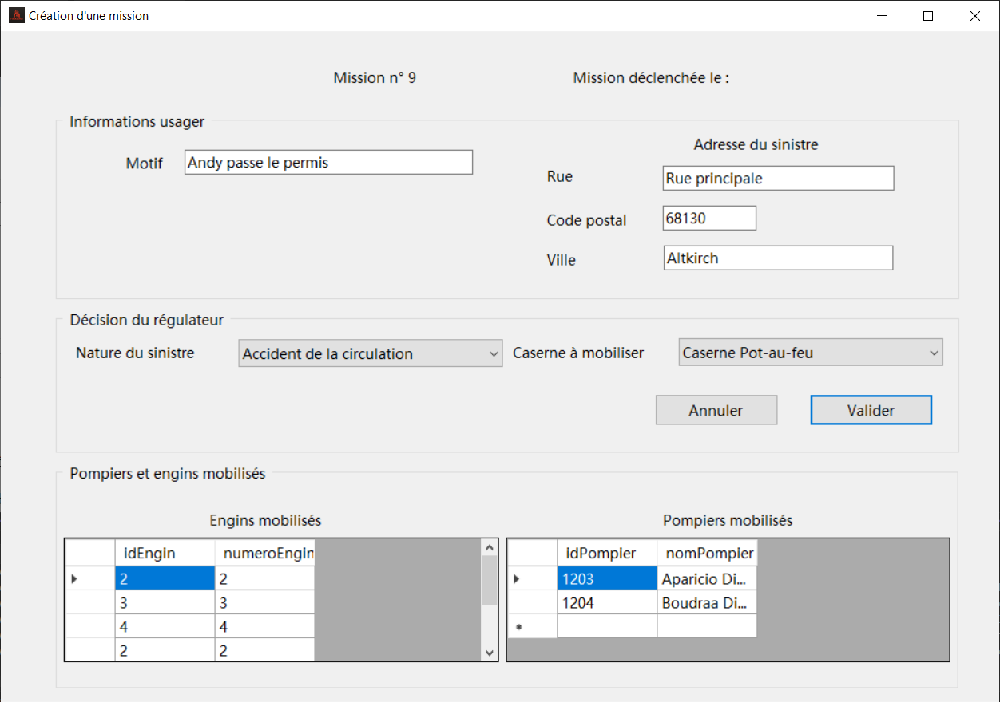 Création d'une mission
Mission n° 9
Mission déclenchée le :
Informations usager
Motif
Andy passe le permis
Adresse du sinistre
Rue
Rue principale
Code postal
68130
Ville
Altkirch
Décision du régulateur
Nature du sinistre
Accident de la circulation
Caserne à mobiliser
Caserne Pot-au-feu
Annuler
Valider
Pompiers et engins mobilisés
Engins mobilisés
idEngin numeroEngin
2 2
3 3
4 4
2 2
Pompiers mobilisés
idPompier nomPompier
1203 Aparicio Di...
1204 Boudraa Di...